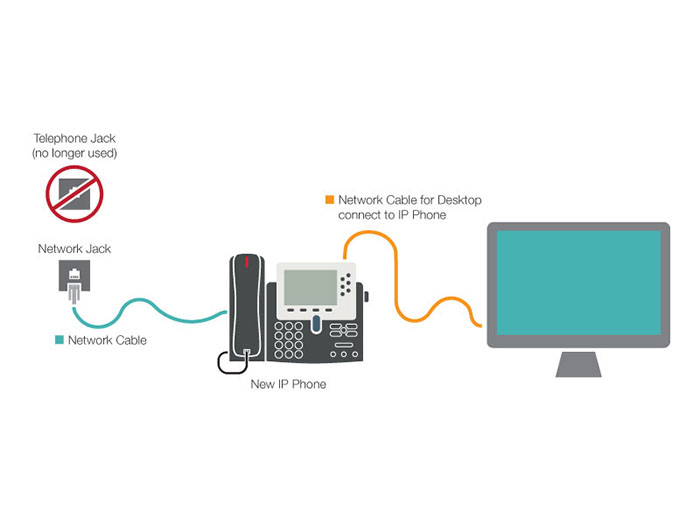 Telephone Jack
(no longer used)
Network Jack
Network Cable
New IP Phone
Network Cable for Desktop
connect to IP Phone